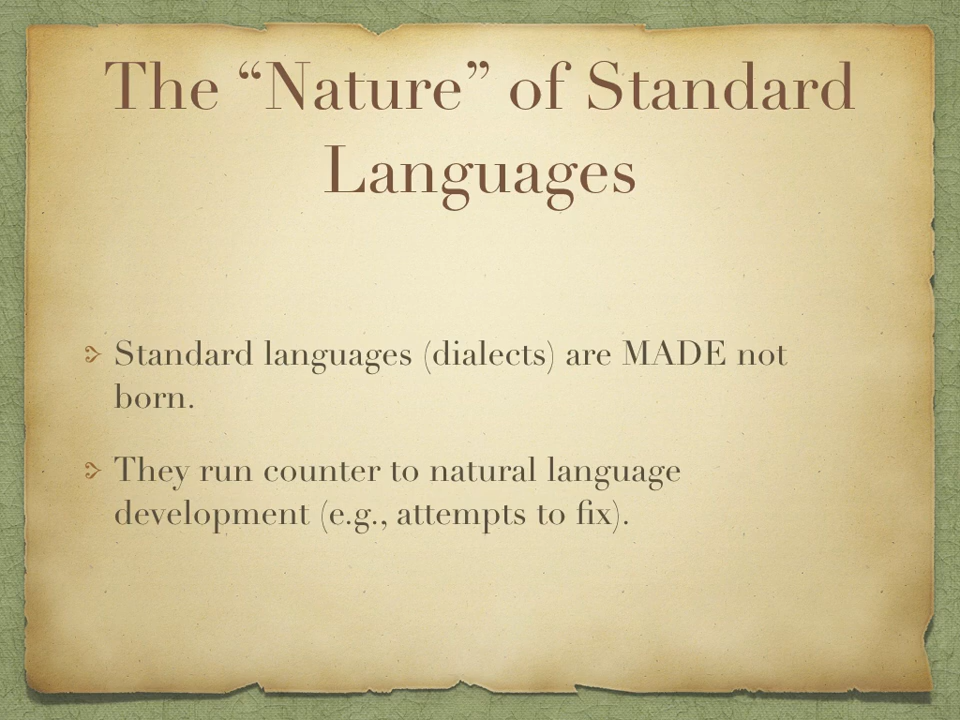 The “Nature” of Standard
Languages
Standard languages (dialects) are MADE not
born.
They run counter to natural language
development (e.g., attempts to fix).